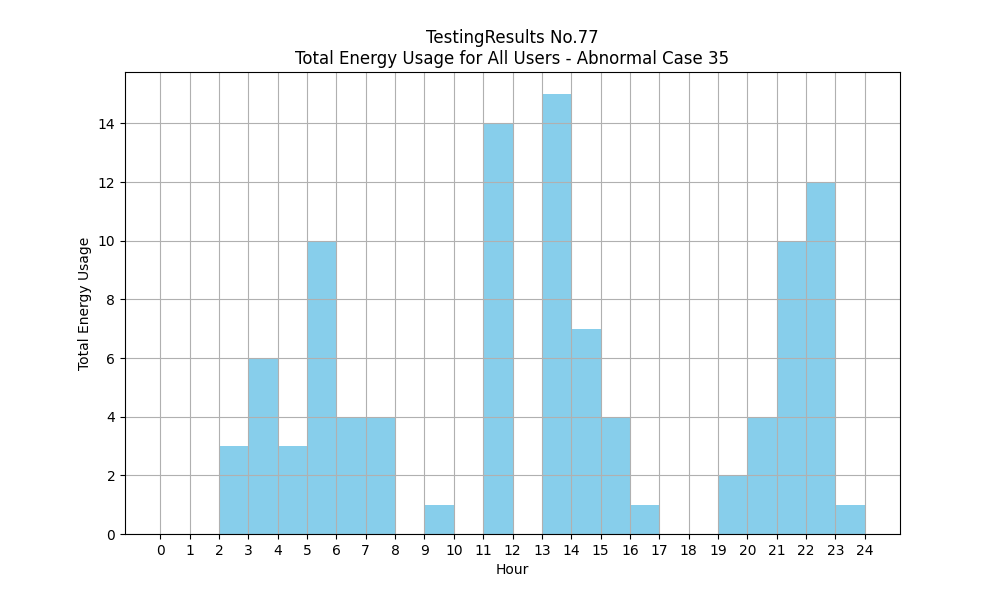 TestingResults No.77
Total Energy Usage for All Users - Abnormal Case 35
Total Energy Usage
14
12
10
8
6
4
2
0
0 1 2 3 4 5 6 7 8 9 10 11 12 13 14 15 16 17 18 19 20 21 22 23 24
Hour